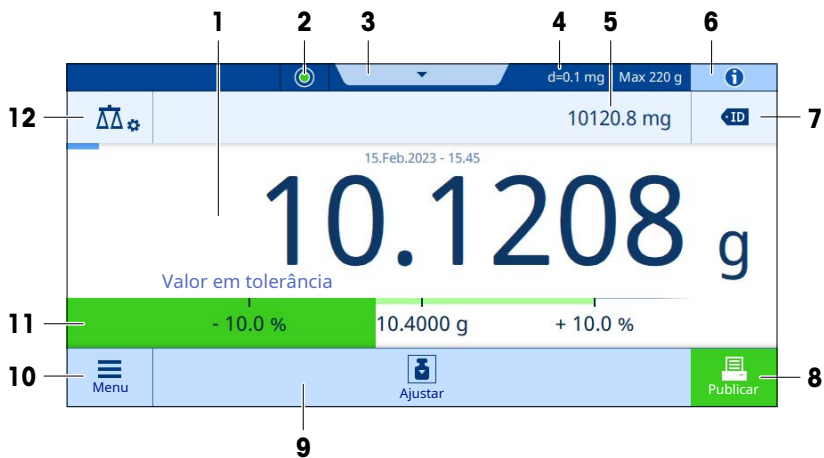 1 2 3 4 5 6
d=0.1 mg Max 220 g
12 10120.8 mg ID 7
15.Feb.2023 - 15.45
10.1208 g
Valor em tolerância
11 - 10.0 % 10.4000 g + 10.0 %
10 Menu Ajustar Publicar 8
9